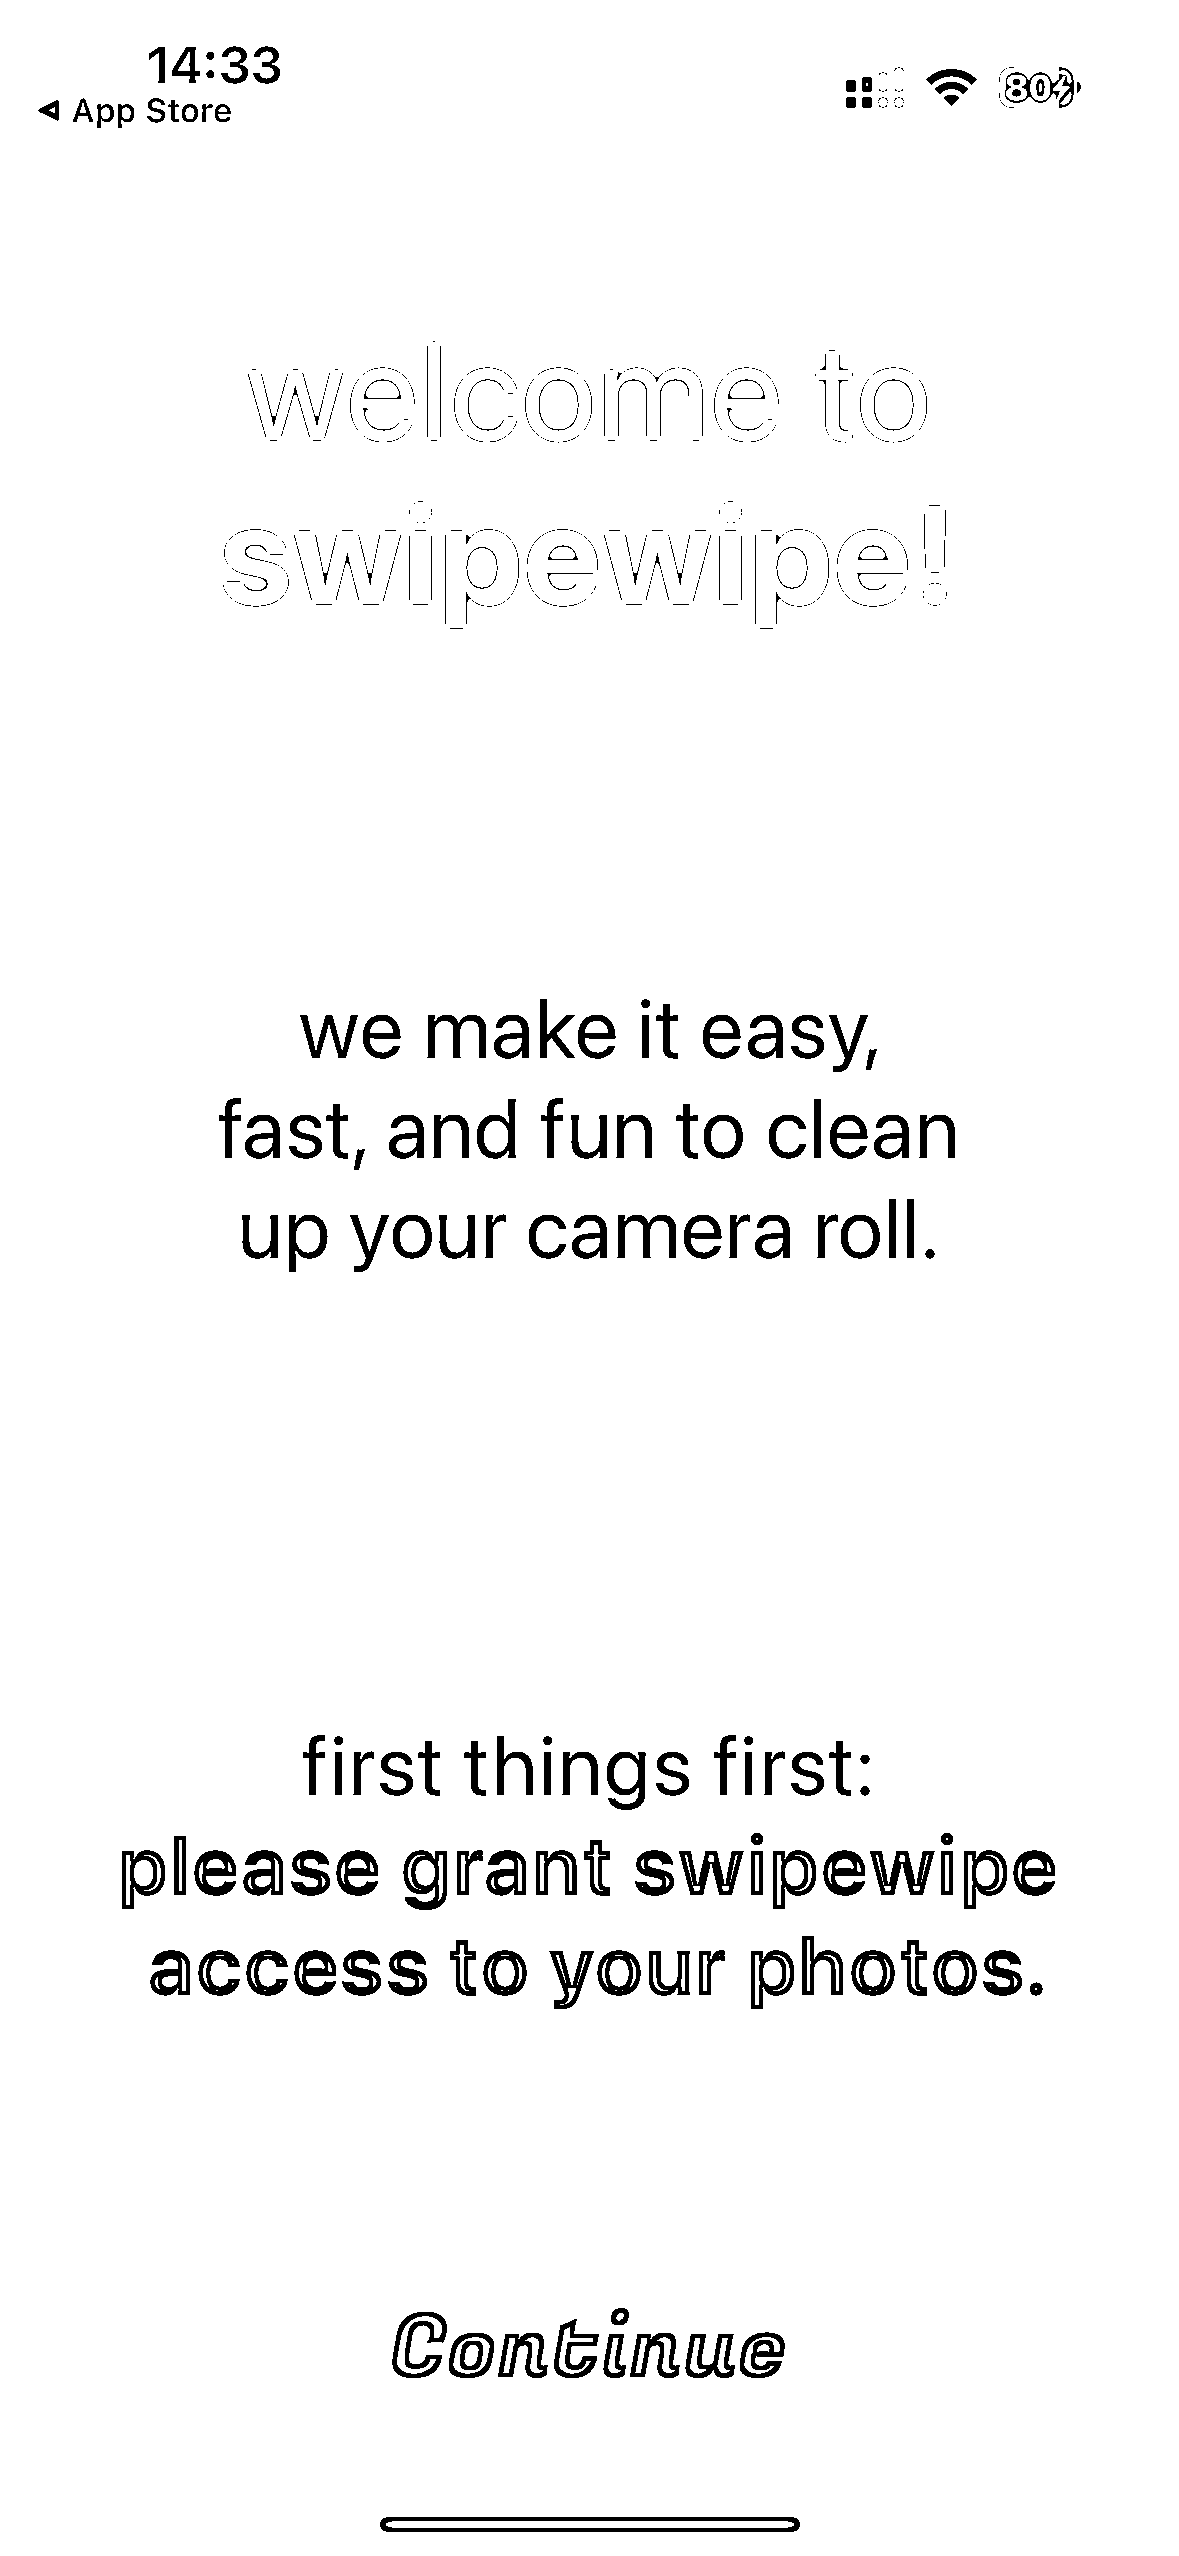 14:33
App Store
80
welcome to
swipewipe!
we make it easy,
fast, and fun to clean
up your camera roll.
first things first:
please grant swipewipe
access to your photos.
Continue